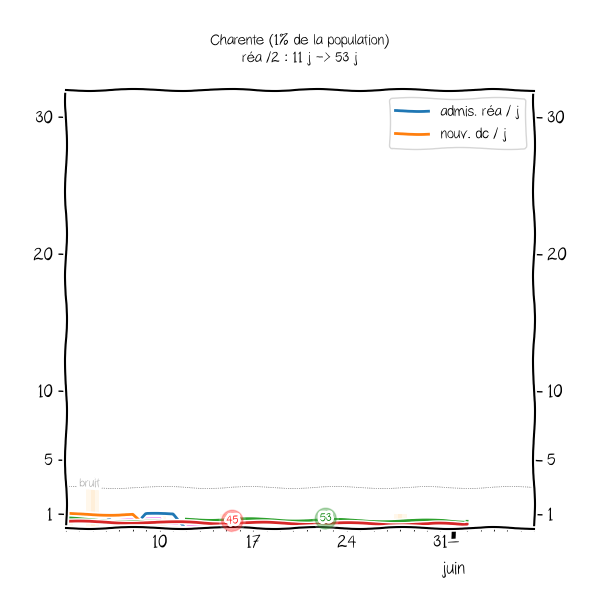 Charente (1% de la population)
réa /2 : 11 j -> 53 j
admis. réa / j
nouv. dc / j
30
30
20
20
10
10
5
5
bruit
1
1
45
53
10
17
24
31
juin